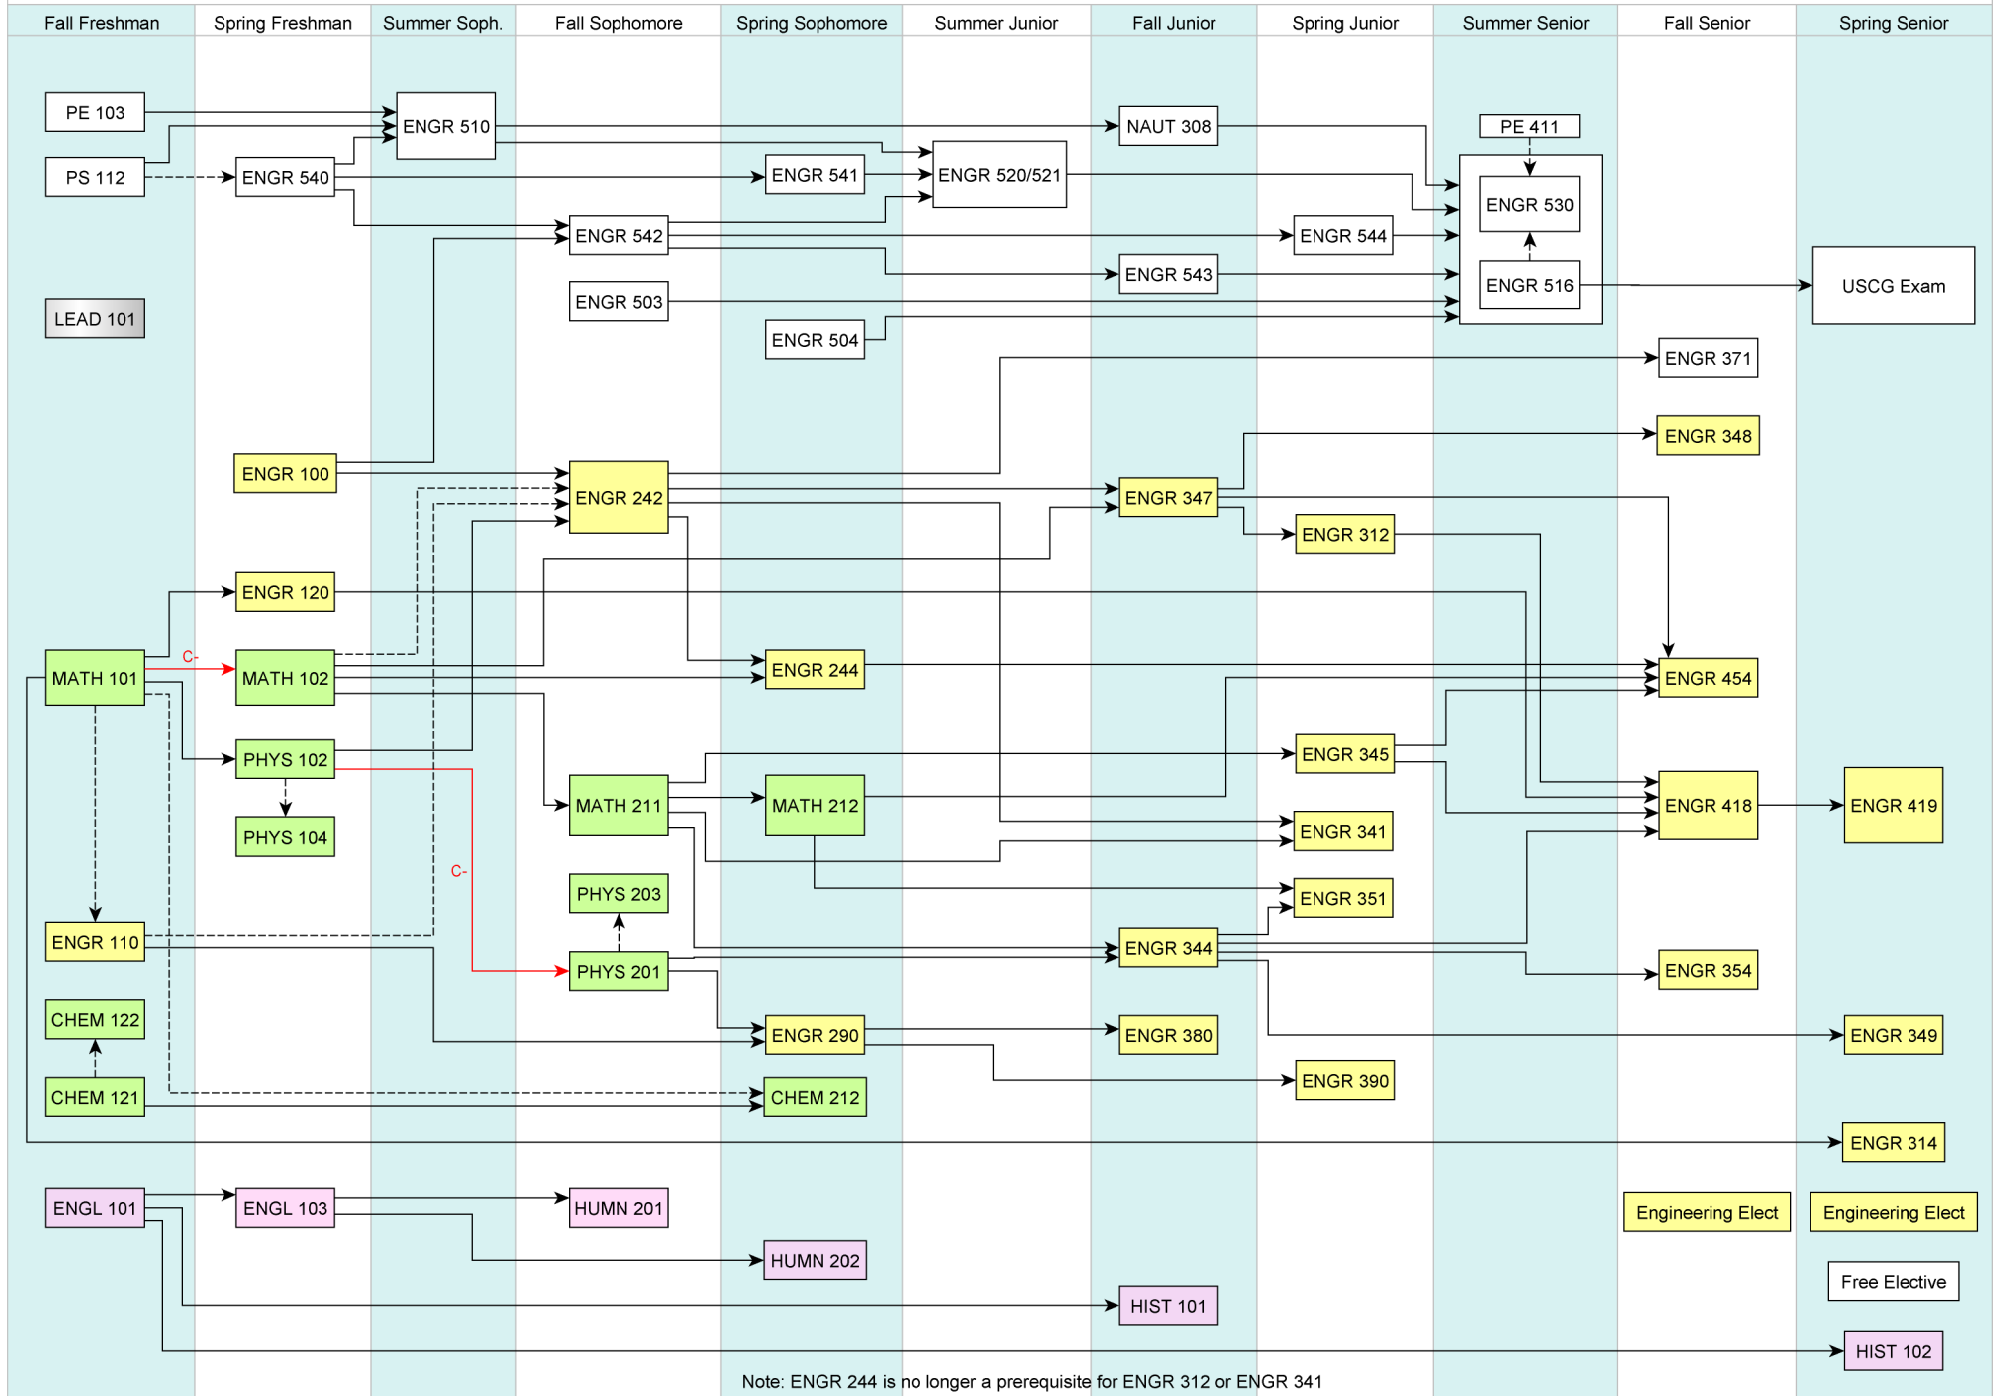 Fall Freshman
Spring Freshman
Summer Soph.
Fall Sophomore
Spring Sophomore
Summer Junior
Fall Junior
Spring Junior
Summer Senior
Fall Senior
Spring Senior
PE 103
ENGR 510
NAUT 308
PE 411
PS 112
ENGR 540
ENGR 541
ENGR 520/521
ENGR 530
ENGR 542
ENGR 544
ENGR 543
ENGR 516
USCG Exam
ENGR 503
LEAD 101
ENGR 504
ENGR 371
ENGR 348
ENGR 100
ENGR 242
ENGR 347
ENGR 312
ENGR 120
C-
MATH 101
MATH 102
ENGR 244
ENGR 454
PHYS 102
ENGR 345
MATH 211
MATH 212
ENGR 418
ENGR 419
PHYS 104
ENGR 341
C-
PHYS 203
ENGR 351
ENGR 110
ENGR 344
PHYS 201
ENGR 354
CHEM 122
ENGR 290
ENGR 380
ENGR 349
ENGR 390
CHEM 121
CHEM 212
ENGR 314
ENGL 101
ENGL 103
HUMN 201
Engineering Elect
Engineering Elect
HUMN 202
Free Elective
HIST 101
HIST 102
Note: ENGR 244 is no longer a prerequisite for ENGR 312 or ENGR 341